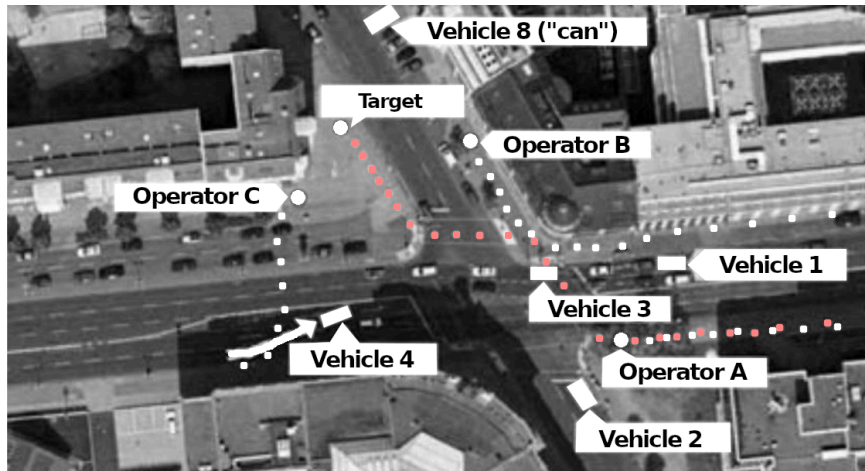 Vehicle 8 ("can")
Target
Operator B
Operator C
Vehicle 1
Vehicle 3
Vehicle 4
Operator A
Vehicle 2